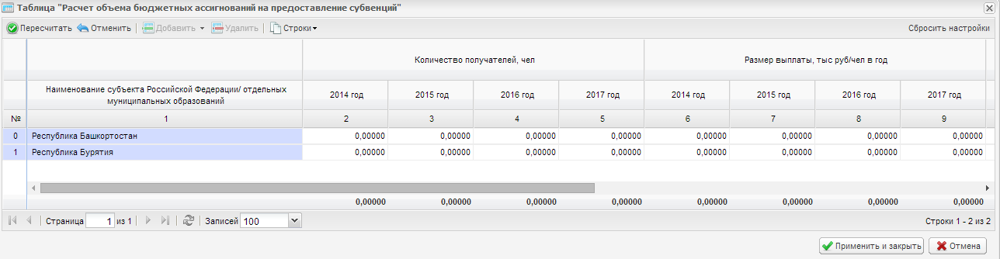 Таблица "Расчет объема бюджетных ассигнований на предоставление субвенций"
Пересчитать Отменить Добавить Удалить Строки Сбросить настройки
Количество получателей, чел Размер выплаты, тыс руб/чел в год
Наименование субъекта Российской Федерации/ отдельных
муниципальных образований
2014 год 2015 год 2016 год 2017 год 2014 год 2015 год 2016 год 2017 год
№ 1 2 3 4 5 6 7 8 9
0 Республика Башкортостан 0,00000 0,00000 0,00000 0,00000 0,00000 0,00000 0,00000 0,00000
1 Республика Бурятия 0,00000 0,00000 0,00000 0,00000 0,00000 0,00000 0,00000 0,00000
0,00000 0,00000 0,00000 0,00000 0,00000 0,00000 0,00000 0,00000
Страница 1 из 1 Записей 100 Строки 1 - 2 из 2
Применить и закрыть Отмена